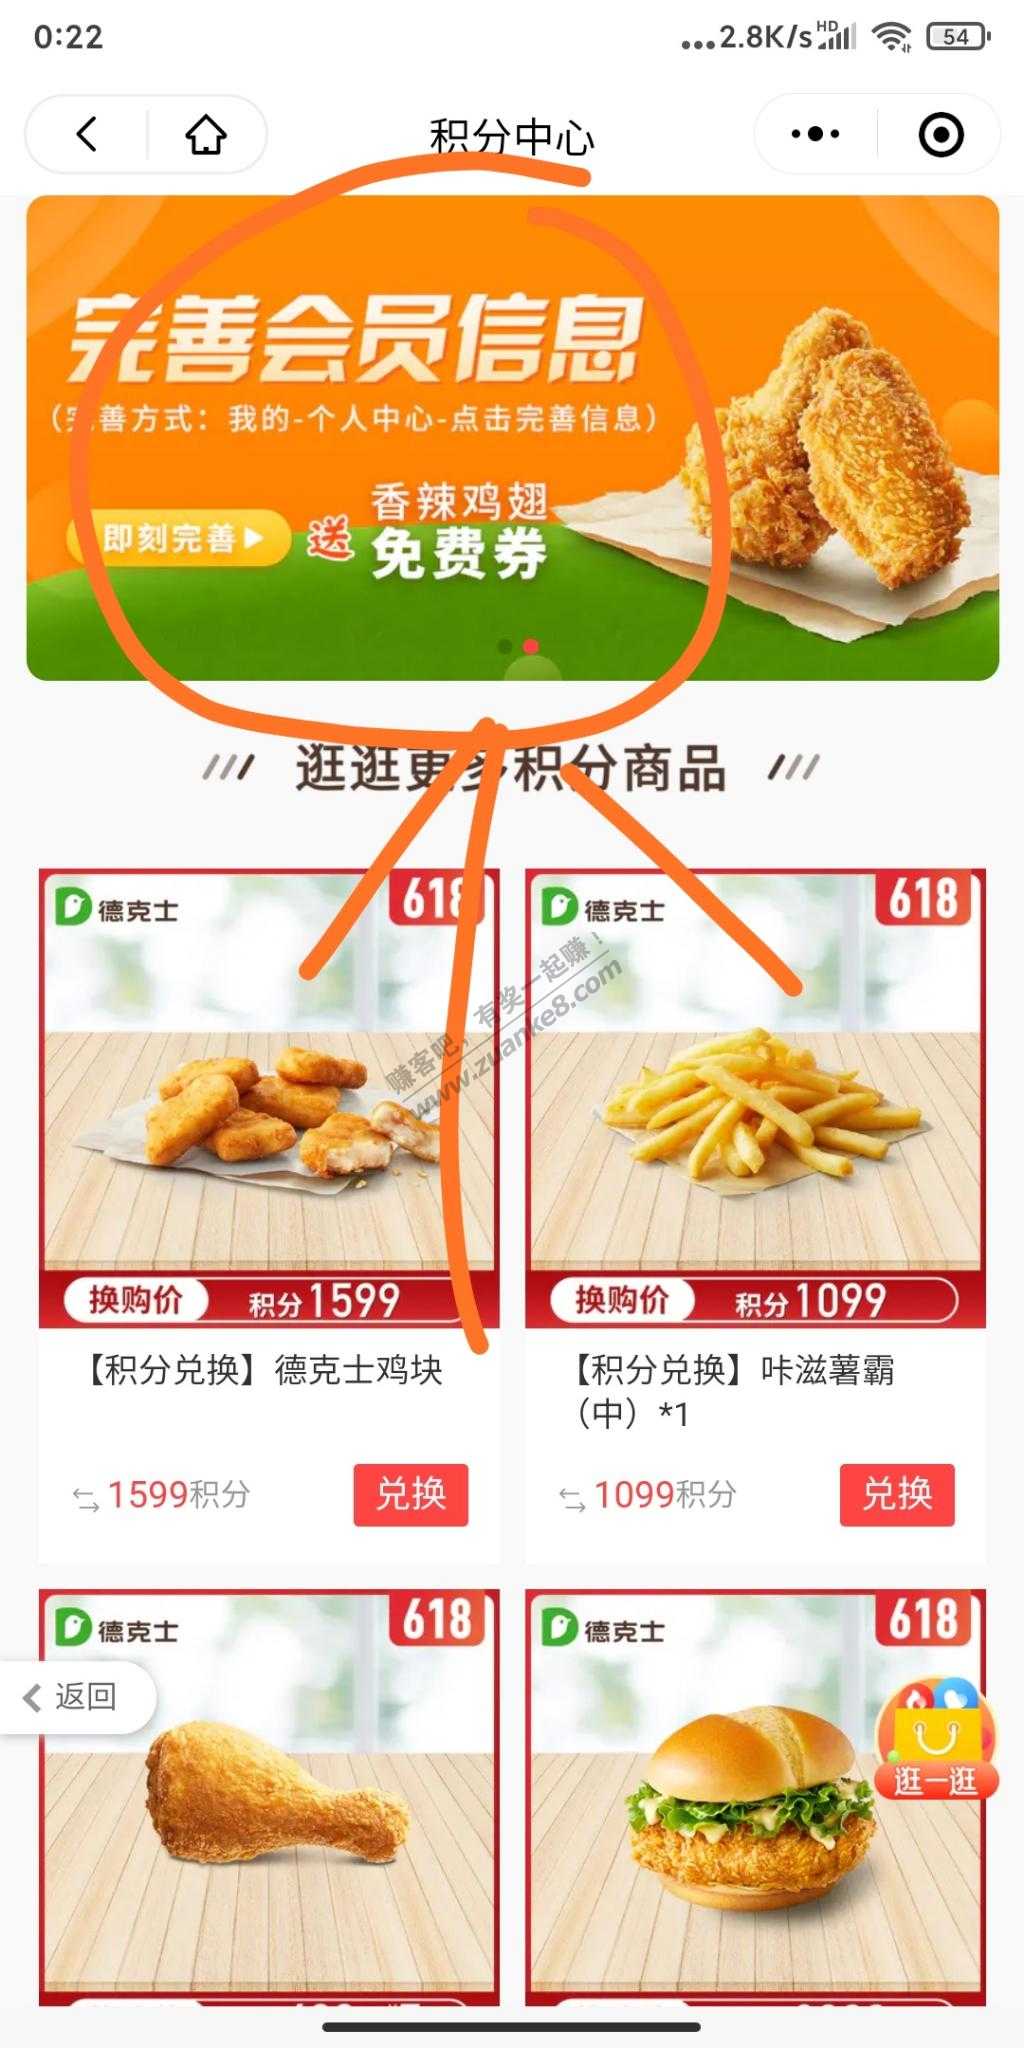 0:22
...2.8K/s HD 54
积分中心
完善会员信息
（完善方式：我的-个人中心-点击完善信息）
即刻完善▶ 送 香辣鸡翅
免费券
逛逛更多积分商品
德克士 618
德克士 618
赚客吧，有奖一起赚！
www.zuanke8.com
换购价 积分1599
换购价 积分1099
【积分兑换】德克士鸡块
【积分兑换】咔滋薯霸
（中）*1
1599积分 兑换
1099积分 兑换
德克士 618
德克士 618
返回
逛一逛